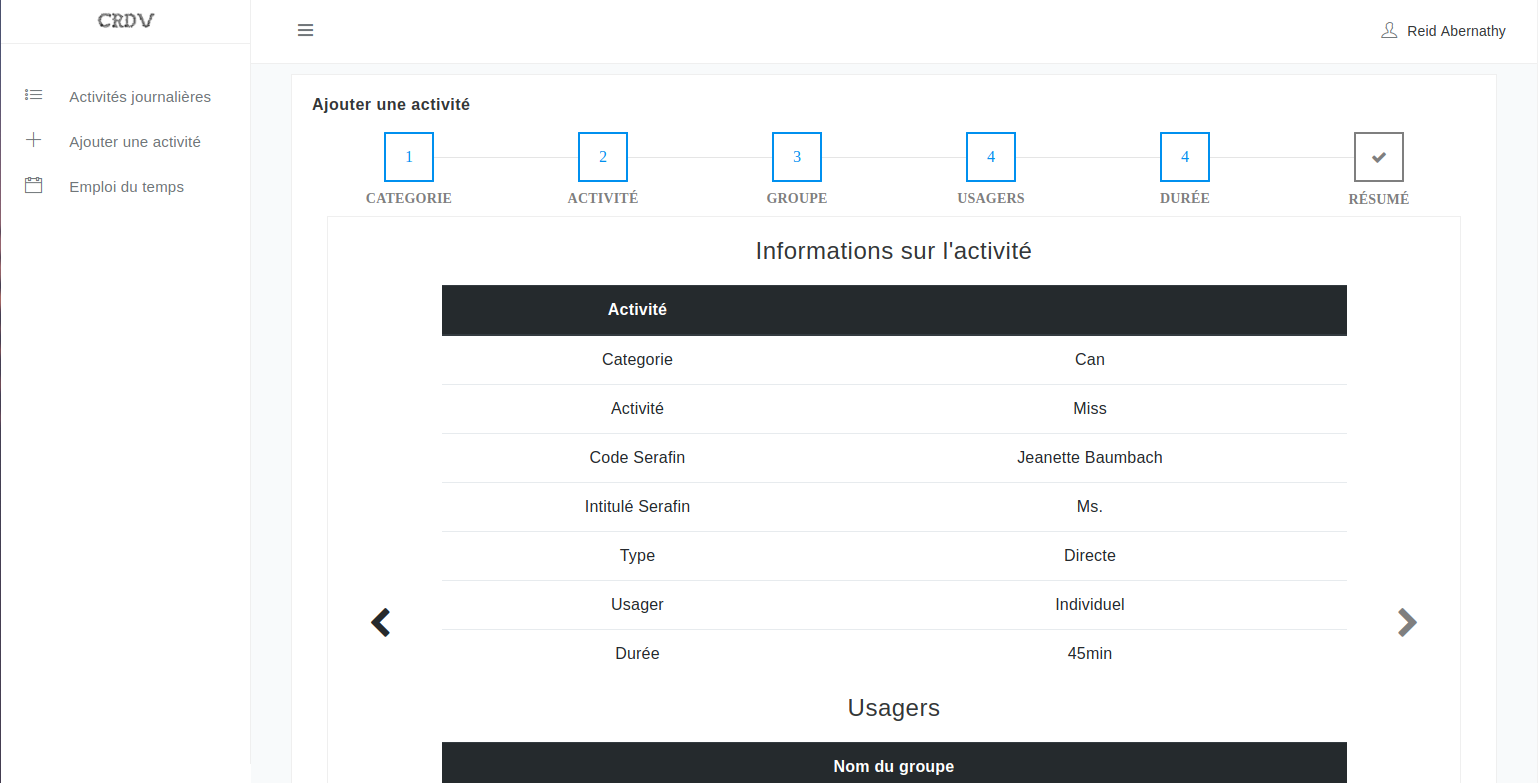 CRDV
Reid Abernathy
Activités journalières
Ajouter une activité
Emploi du temps
Ajouter une activité
1 2 3 4 4
CATEGORIE ACTIVITÉ GROUPE USAGERS DURÉE RÉSUMÉ
Informations sur l'activité
Activité
Categorie Can
Activité Miss
Code Serafin Jeanette Baumbach
Intitulé Serafin Ms.
Type Directe
Usager Individuel
Durée 45min
Usagers
Nom du groupe